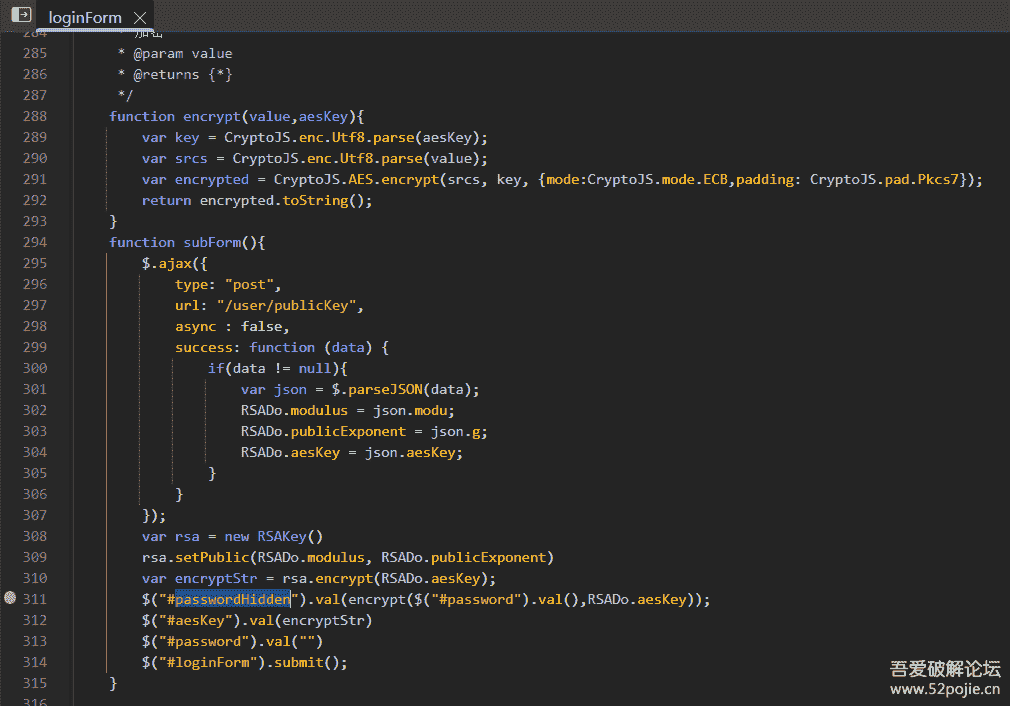 loginForm
284 * 加密
285 * @param value
286 * @returns {*}
287 */
288 function encrypt(value,aesKey){
289 var key = CryptoJS.enc.Utf8.parse(aesKey);
290 var srcs = CryptoJS.enc.Utf8.parse(value);
291 var encrypted = CryptoJS.AES.encrypt(srcs, key, {mode:CryptoJS.mode.ECB,padding: CryptoJS.pad.Pkcs7});
292 return encrypted.toString();
293 }
294 function subForm(){
295 $.ajax({
296 type: "post",
297 url: "/user/publicKey",
298 async : false,
299 success: function (data) {
300 if(data != null){
301 var json = $.parseJSON(data);
302 RSADo.modulus = json.modu;
303 RSADo.publicExponent = json.g;
304 RSADo.aesKey = json.aesKey;
305 }
306 }
307 });
308 var rsa = new RSAKey()
309 rsa.setPublic(RSADo.modulus, RSADo.publicExponent)
310 var encryptStr = rsa.encrypt(RSADo.aesKey);
311 $("#passwordHidden").val(encrypt($("#password").val(),RSADo.aesKey));
312 $("#aesKey").val(encryptStr)
313 $("#password").val("")
314 $("#loginForm").submit();
315 }
316
吾爱破解论坛
www.52pojie.cn